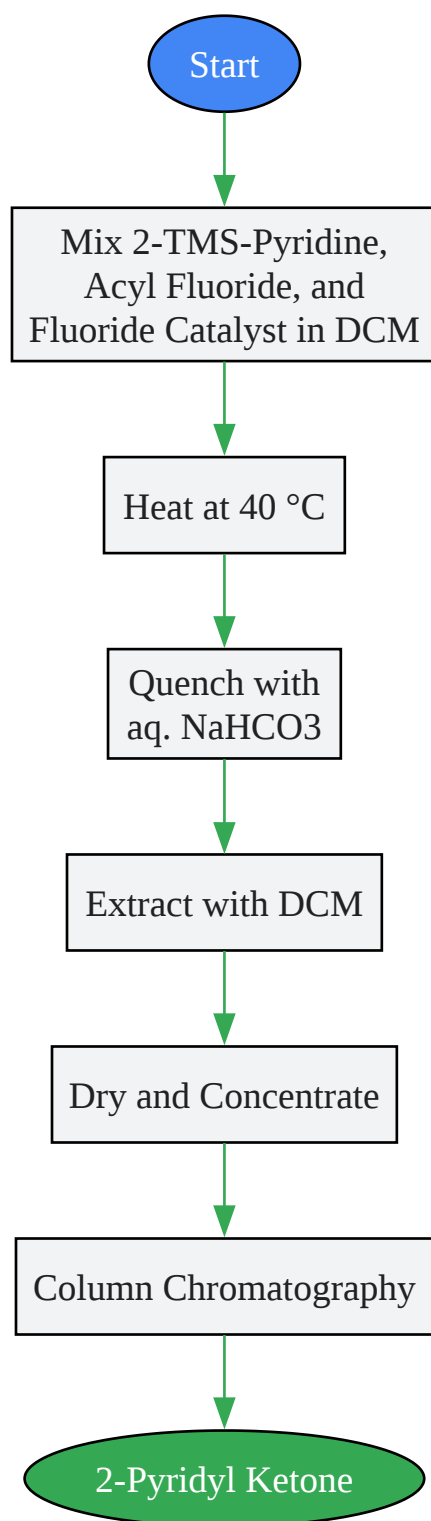 Start
Mix 2-TMS-Pyridine,
Acyl Fluoride, and
Fluoride Catalyst in DCM
Heat at 40 °C
Quench with
aq. NaHCO3
Extract with DCM
Dry and Concentrate
Column Chromatography
2-Pyridyl Ketone